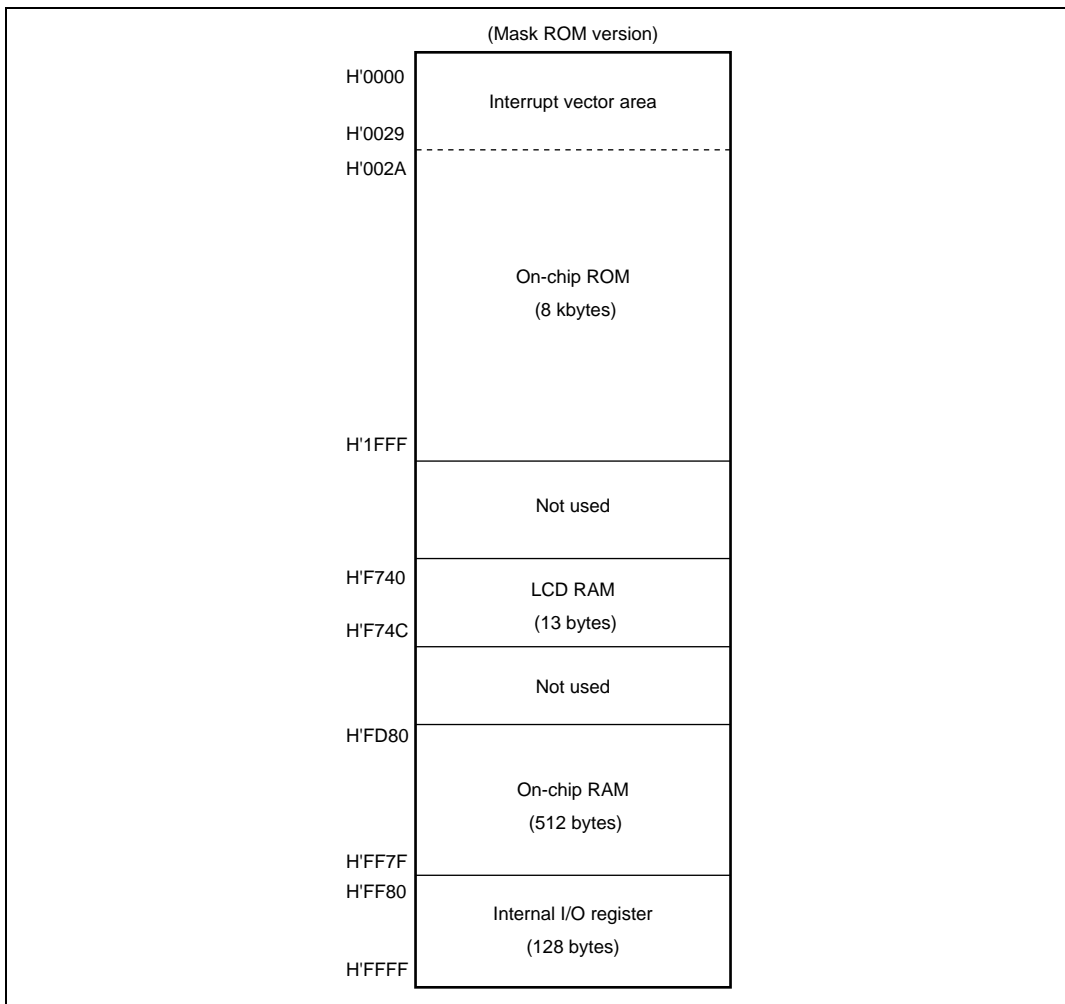 (Mask ROM version)
H'0000
Interrupt vector area
H'0029
H'002A
On-chip ROM
(8 kbytes)
H'1FFF
Not used
H'F740
LCD RAM
(13 bytes)
H'F74C
Not used
H'FD80
On-chip RAM
(512 bytes)
H'FF7F
H'FF80
Internal I/O register
(128 bytes)
H'FFFF